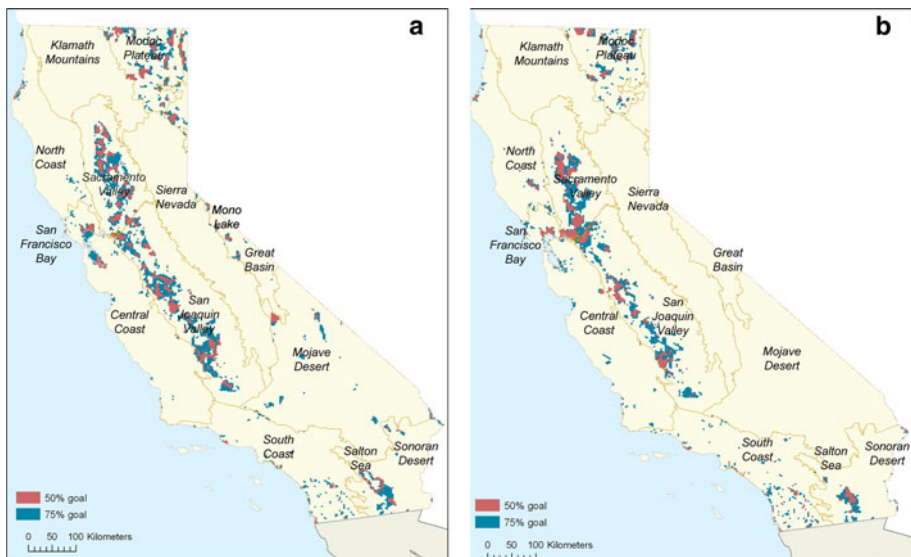 a
Klamath
Mountains
Modoc
Plateau
North
Coast
Sacramento
Valley
Sierra
Nevada
Mono
Lake
San
Francisco
Bay
Great
Basin
Central
Coast
San
Joaquin
Valley
Mojave
Desert
South
Coast
Salton
Sea
Sonoran
Desert
50% goal
75% goal
0 50 100 Kilometers
b
Klamath
Mountains
Modoc
Plateau
North
Coast
Sacramento
Valley
Sierra
Nevada
San
Francisco
Bay
Great
Basin
Central
Coast
San
Joaquin
Valley
Mojave
Desert
South
Coast
Salton
Sea
Sonoran
Desert
50% goal
75% goal
0 50 100 Kilometers